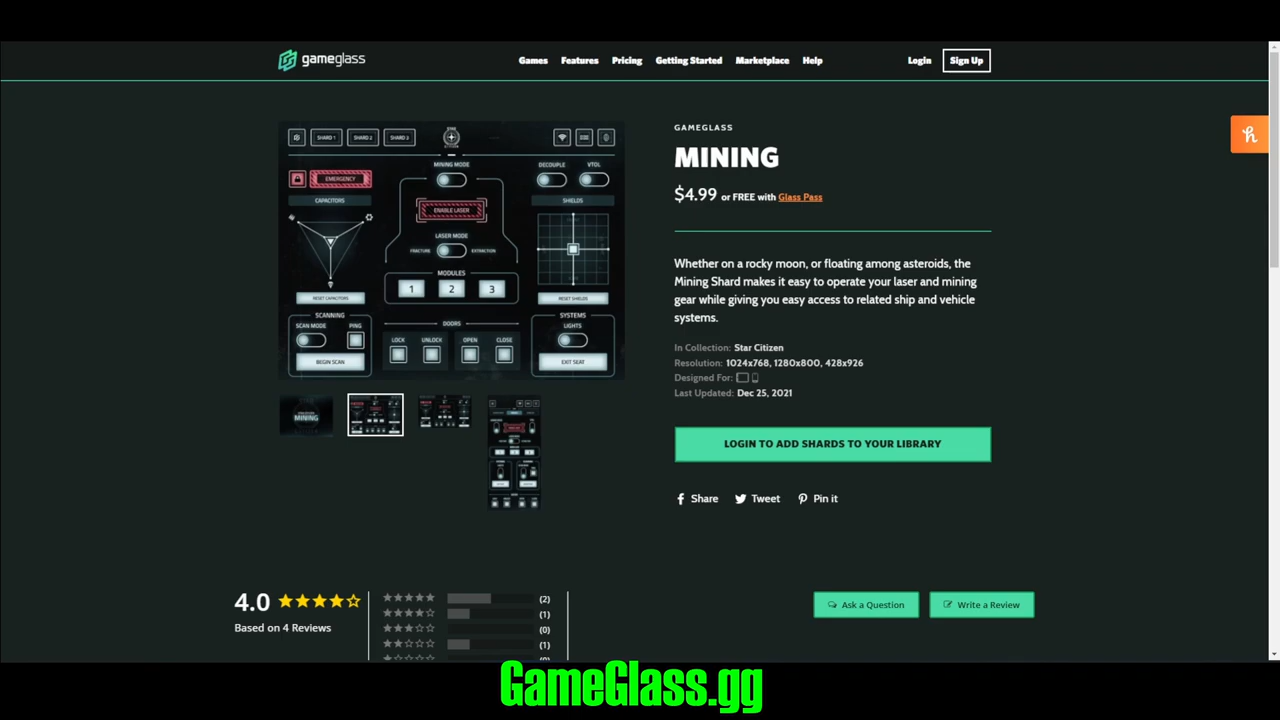 gameglass
Games Features Pricing Getting Started Marketplace Help
Login Sign Up
SHARD 1 SHARD 2 SHARD 3
MINING MODE DECOUPLE VTOL
EMERGENCY
CAPACITORS
SHIELDS
ENABLE LASER
LASER MODE
FRACTURE EXTRACTION
MODULES
1 2 3
RESET CAPACITORS
RESET SHIELDS
SCANNING
SCAN MODE PING
BEGIN SCAN
DOORS
LOCK UNLOCK OPEN CLOSE
SYSTEMS
LIGHTS
EXIT SEAT
MINING
GAMEGLASS
MINING
$4.99 or FREE with Glass Pass
Whether on a rocky moon, or floating among asteroids, the
Mining Shard makes it easy to operate your laser and mining
gear while giving you easy access to related ship and vehicle
systems.
In Collection: Star Citizen
Resolution: 1024x768, 1280x800, 428x926
Designed For:
Last Updated: Dec 25, 2021
LOGIN TO ADD SHARDS TO YOUR LIBRARY
Share Tweet Pin it
h
4.0
Based on 4 Reviews
(2)
(1)
(0)
(1)
Ask a Question Write a Review
GameGlass.gg